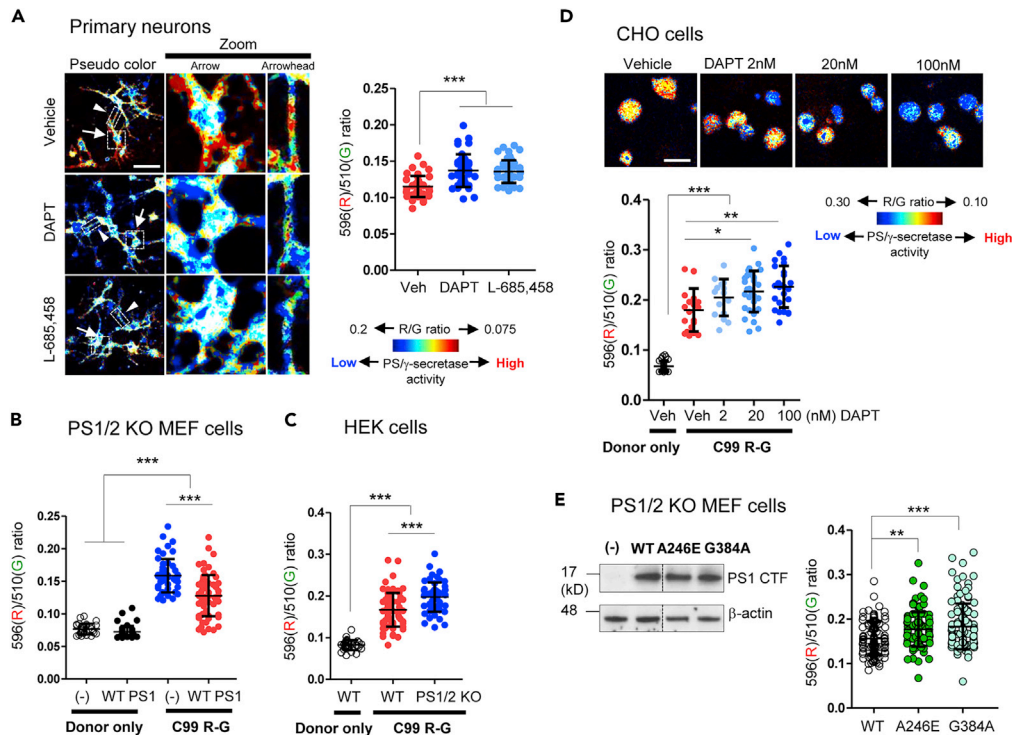 A
Primary neurons
Zoom
Pseudo color
Arrow
Arrowhead
Vehicle
DAPT
L-685,458
596(R)/510(G) ratio
0.20
0.15
0.10
0.05
0.00
***
Veh
DAPT
L-685,458
0.2
R/G ratio
0.075
Low
PS/γ-secretase
activity
High
B
PS1/2 KO MEF cells
596(R)/510(G) ratio
0.25
0.20
0.15
0.10
0.05
0.00
***
***
(-)
WT PS1
(-)
WT PS1
Donor only
C99 R-G
C
HEK cells
596(R)/510(G) ratio
0.4
0.3
0.2
0.1
0.0
***
***
WT
WT
PS1/2 KO
Donor only
C99 R-G
D
CHO cells
Vehicle
DAPT 2nM
20nM
100nM
596(R)/510(G) ratio
0.4
0.3
0.2
0.1
0.0
***
**
*
Veh
Veh
2
20
100
(nM) DAPT
Donor only
C99 R-G
0.30
R/G ratio
0.10
Low
PS/γ-secretase
activity
High
E
PS1/2 KO MEF cells
(-)
WT
A246E
G384A
17
(kD)
48
PS1 CTF
β-actin
596(R)/510(G) ratio
0.4
0.3
0.2
0.1
0.0
***
**
WT
A246E
G384A